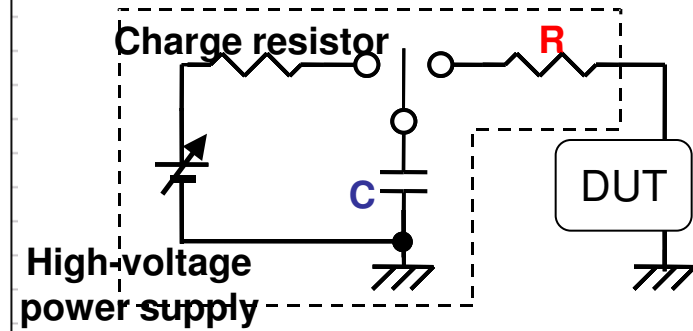 Charge resistor
R
C
DUT
High-voltage
power supply